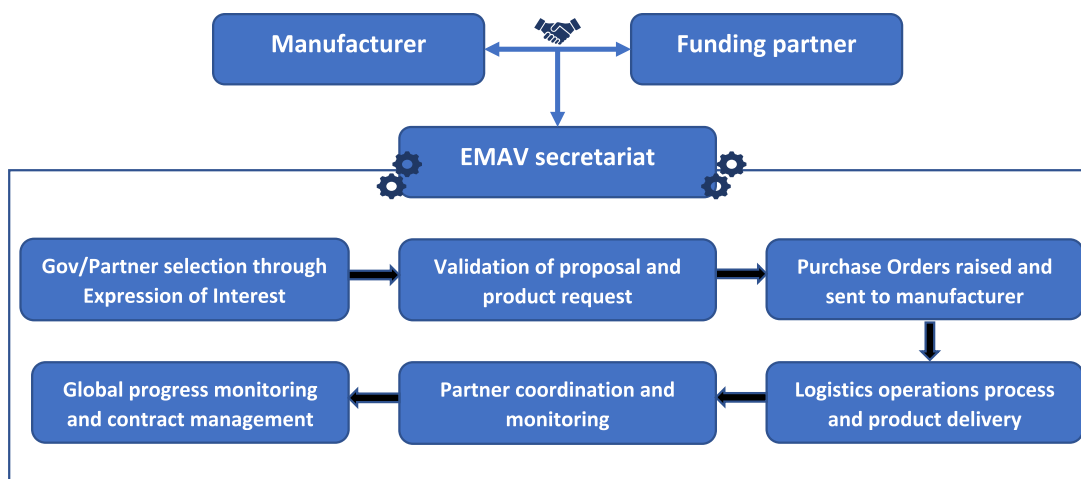 Manufacturer
Funding partner
EMAV secretariat
Gov/Partner selection through
Expression of Interest
Validation of proposal and
product request
Purchase Orders raised and
sent to manufacturer
Global progress monitoring
and contract management
Partner coordination and
monitoring
Logistics operations process
and product delivery